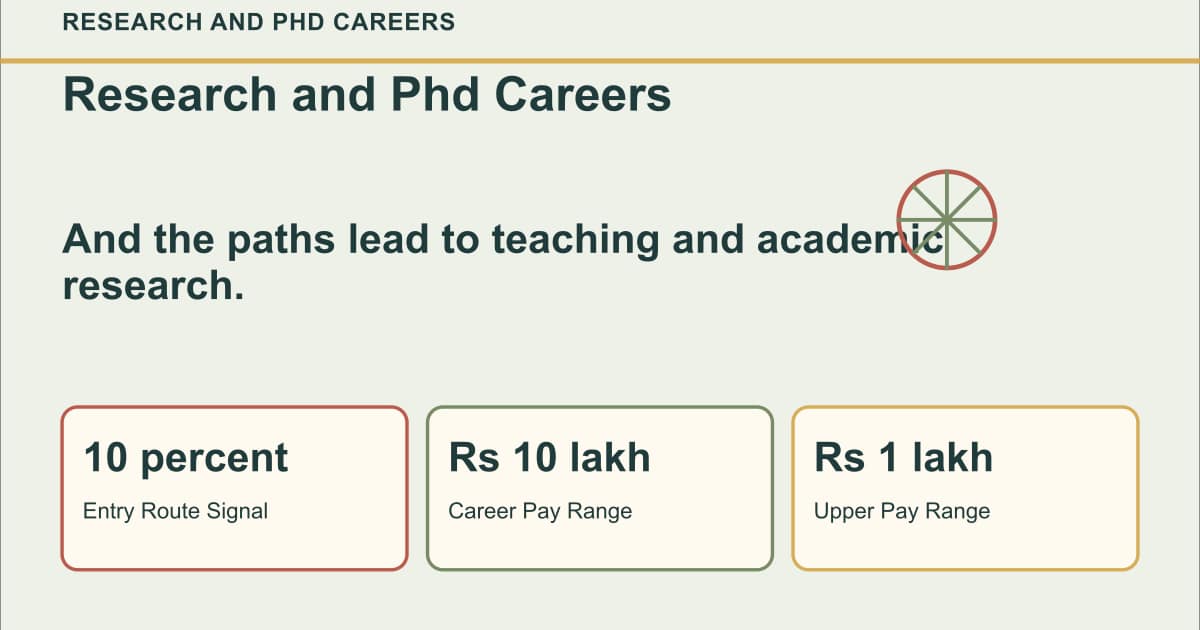 RESEARCH AND PHD CAREERS
Research and Phd Careers
And the paths lead to teaching and academic
research.
10 percent
Entry Route Signal
Rs 10 lakh
Career Pay Range
Rs 1 lakh
Upper Pay Range